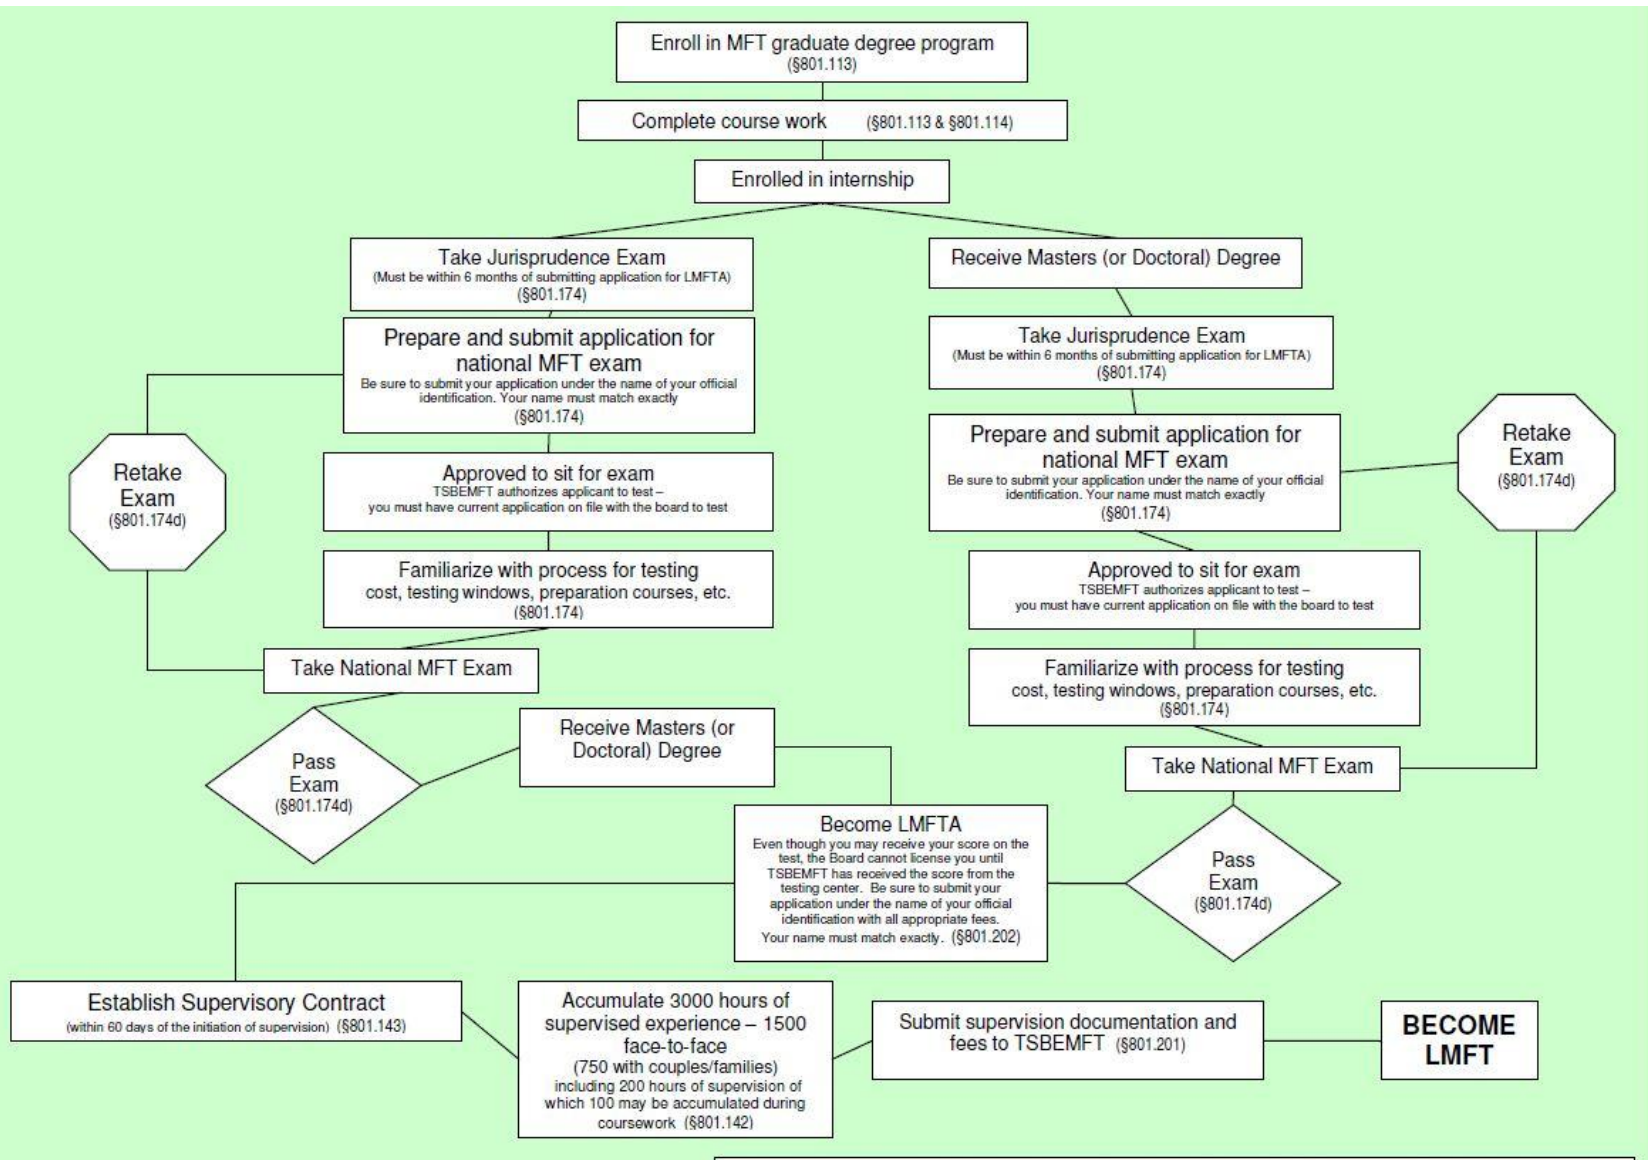 Enroll in MFT graduate degree program
(§801.113)
Complete course work (§801.113 & §801.114)
Enrolled in internship
Take Jurisprudence Exam
(Must be within 6 months of submitting application for LMFTA)
(§801.174)
Prepare and submit application for
national MFT exam
Be sure to submit your application under the name of your official
identification. Your name must match exactly
(§801.174)
Retake
Exam
(§801.174d)
Approved to sit for exam
TSBEMFT authorizes applicant to test –
you must have current application on file with the board to test
Familiarize with process for testing
cost, testing windows, preparation courses, etc.
(§801.174)
Take National MFT Exam
Pass
Exam
(§801.174d)
Receive Masters (or
Doctoral) Degree
Receive Masters (or Doctoral) Degree
Take Jurisprudence Exam
(Must be within 6 months of submitting application for LMFTA)
(§801.174)
Prepare and submit application for
national MFT exam
Be sure to submit your application under the name of your official
identification. Your name must match exactly
(§801.174)
Retake
Exam
(§801.174d)
Approved to sit for exam
TSBEMFT authorizes applicant to test –
you must have current application on file with the board to test
Familiarize with process for testing
cost, testing windows, preparation courses, etc.
(§801.174)
Take National MFT Exam
Pass
Exam
(§801.174d)
Become LMFTA
Even though you may receive your score on the
test, the Board cannot license you until
TSBEMFT has received the score from the
testing center. Be sure to submit your
application under the name of your official
identification with all appropriate fees.
Your name must match exactly. (§801.202)
Establish Supervisory Contract
(within 60 days of the initiation of supervision) (§801.143)
Accumulate 3000 hours of
supervised experience – 1500
face-to-face
(750 with couples/families)
including 200 hours of supervision of
which 100 may be accumulated during
coursework (§801.142)
Submit supervision documentation and
fees to TSBEMFT (§801.201)
BECOME
LMFT